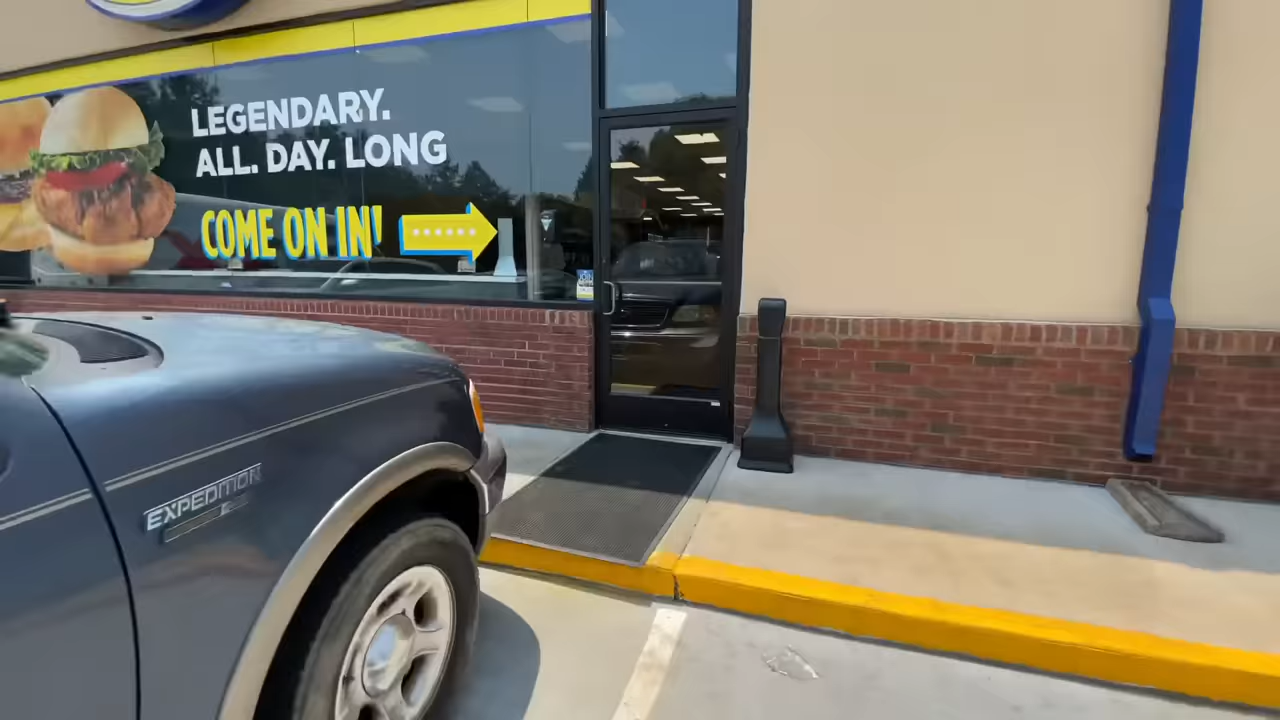 LEGENDARY.
ALL. DAY. LONG
COME ON IN!
EXPEDITION